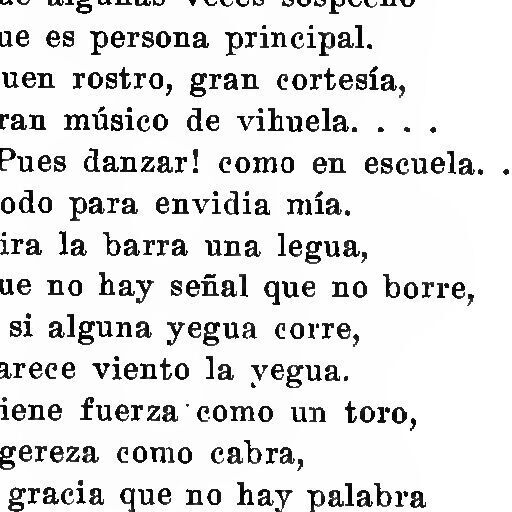 algunas veces sospecho
ue es persona principal.
uen rostro, gran cortesía,
ran músico de vihuela. . . .
Pues danzar! como en escuela. .
odo para envidia mía.
ira la barra una legua,
ue no hay señal que no borre,
si alguna yegua corre,
arece viento la yegua.
iene fuerza como un toro,
gereza como cabra,
gracia que no hay palabra